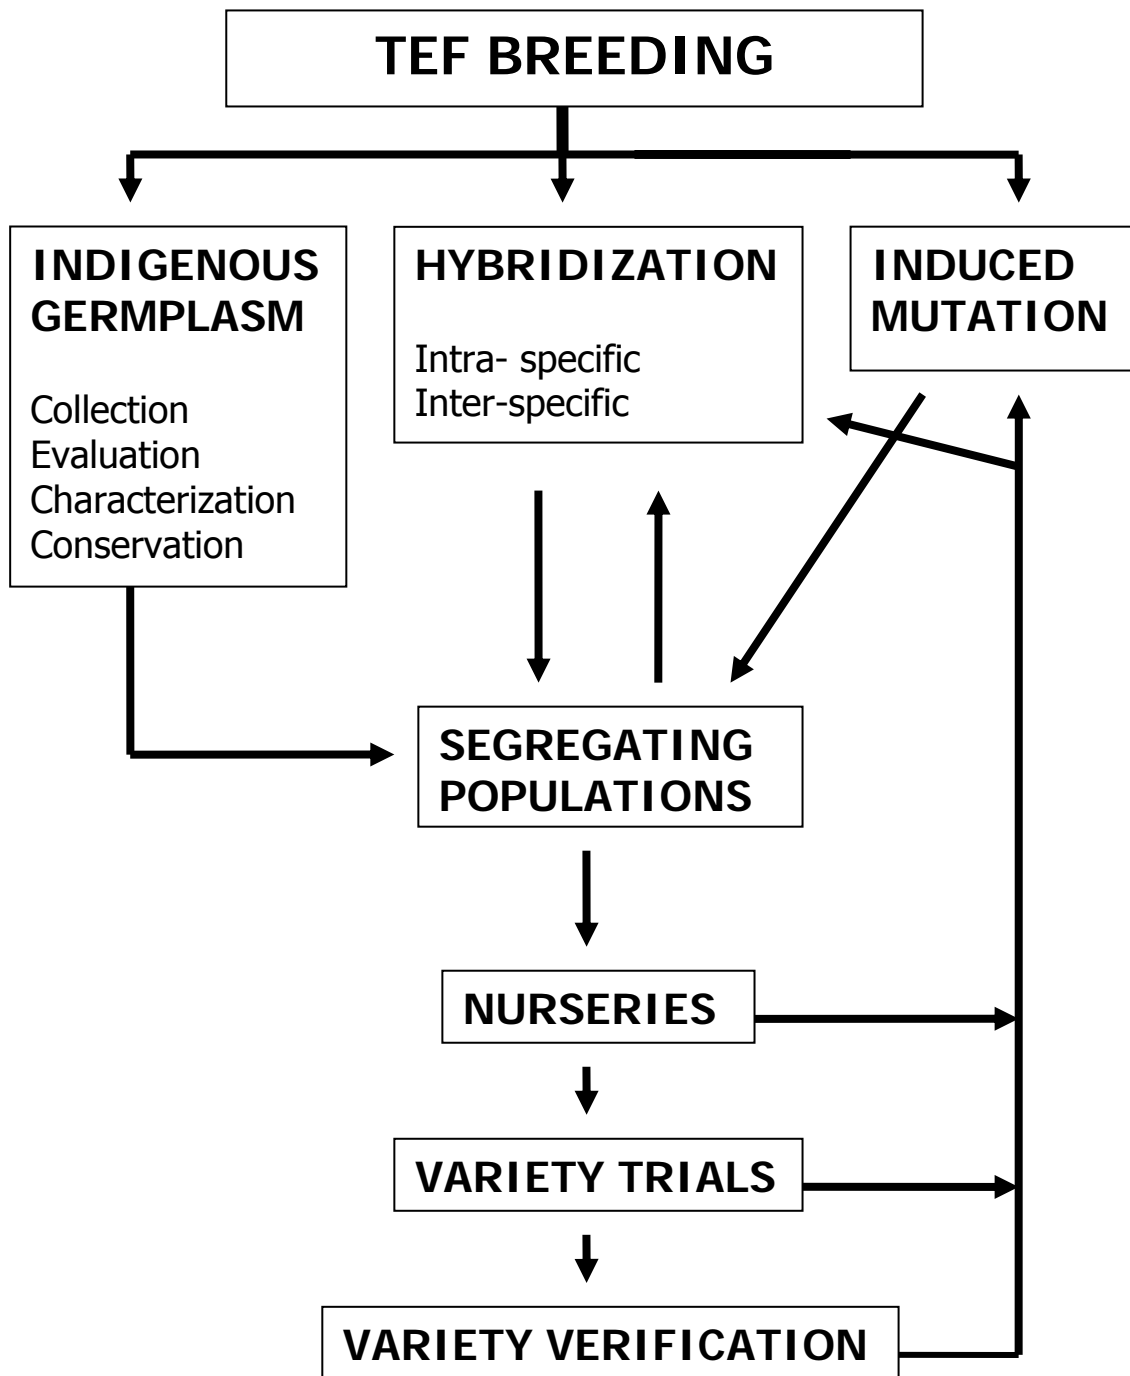 TEF BREEDING
INDIGENOUS
GERMPLASM
Collection
Evaluation
Characterization
Conservation
HYBRIDIZATION
Intra- specific
Inter-specific
INDUCED
MUTATION
SEGREGATING
POPULATIONS
NURSERIES
VARIETY TRIALS
VARIETY VERIFICATION